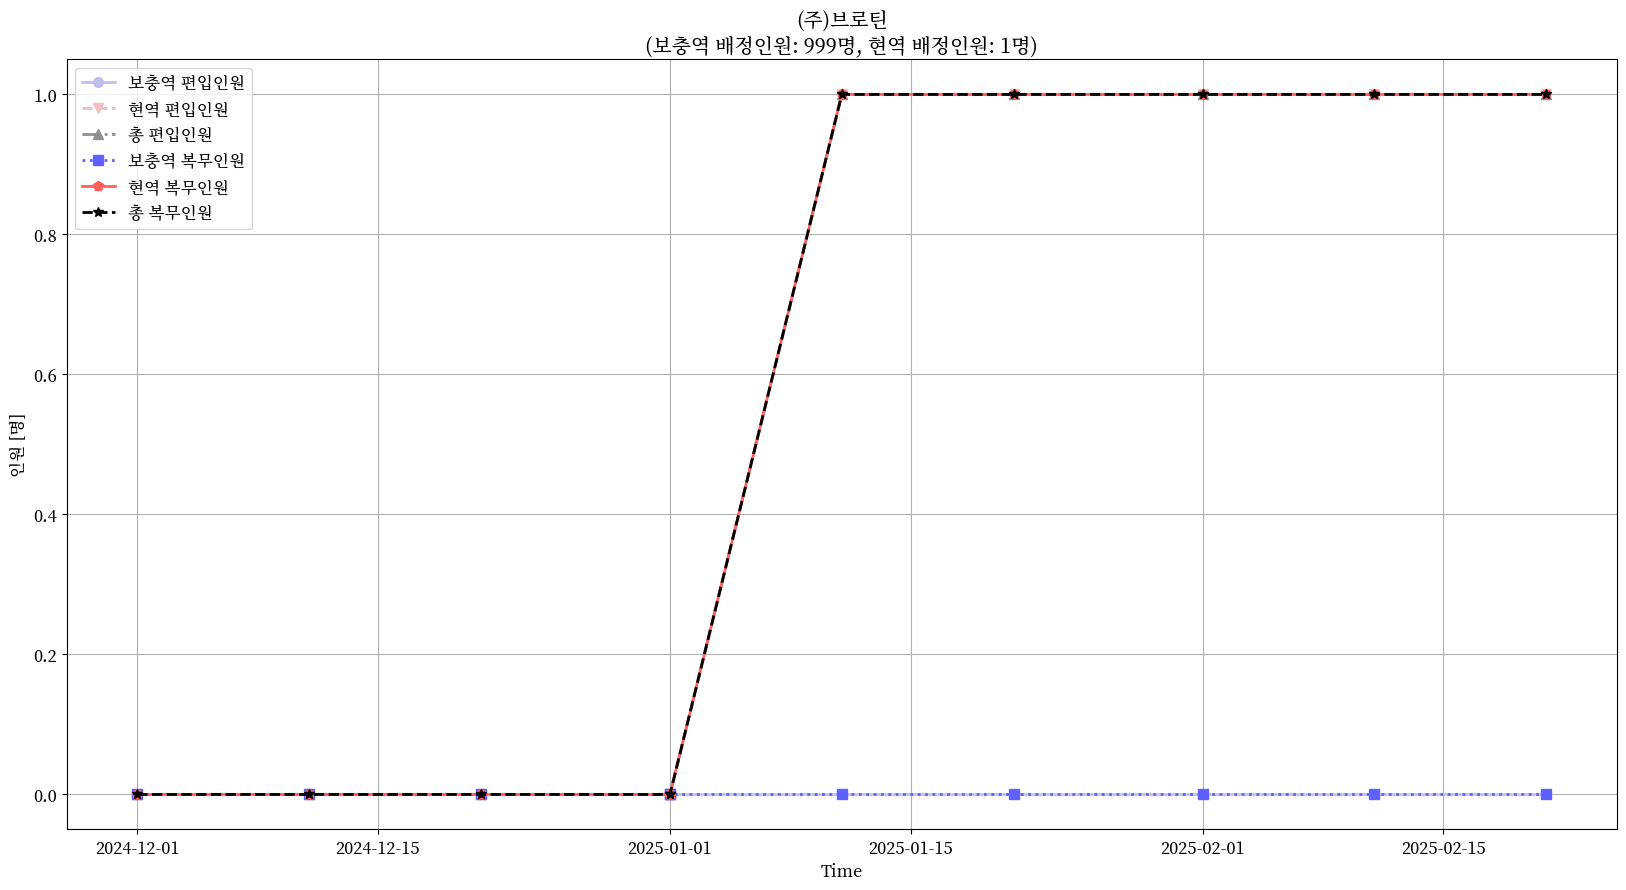 (주)브로틴
(보충역 배정인원: 999명, 현역 배정인원: 1명)
보충역 편입인원
현역 편입인원
총 편입인원
보충역 복무인원
현역 복무인원
총 복무인원
인원 [명]
1.0
0.8
0.6
0.4
0.2
0.0
2024-12-01
2024-12-15
2025-01-01
2025-01-15
2025-02-01
2025-02-15
Time